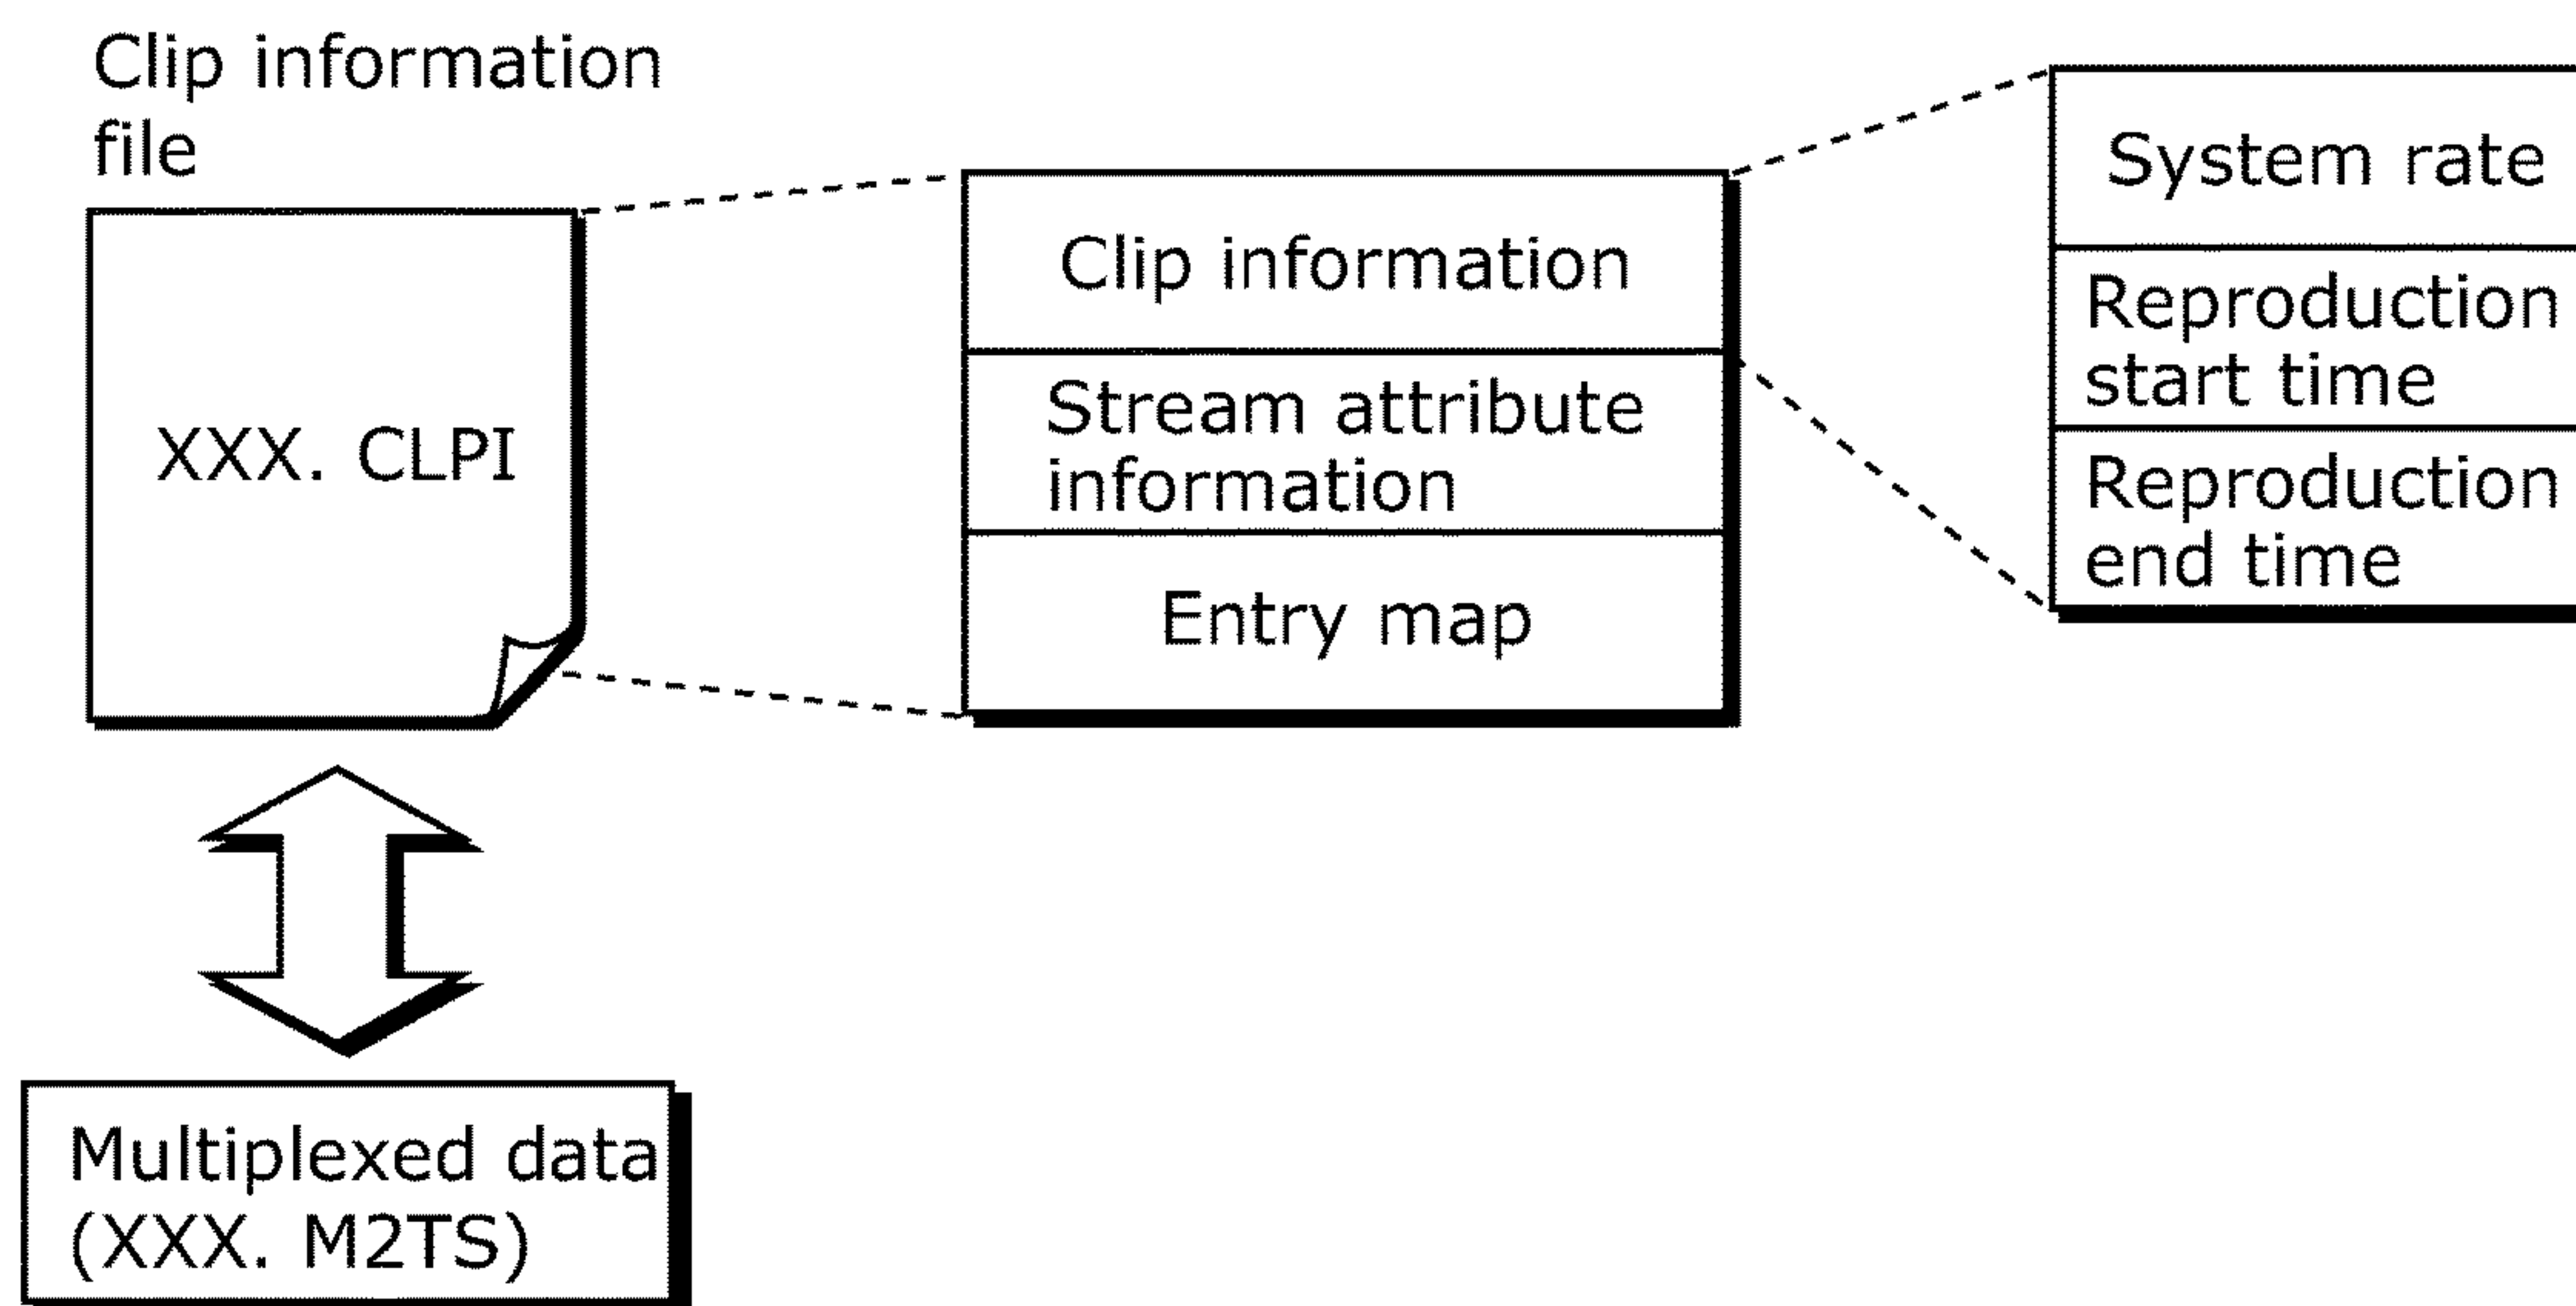 Clip information
file
XXX. CLPI
Clip information
Stream attribute
information
Entry map
System rate
Reproduction
start time
Reproduction
end time
Multiplexed data
(XXX. M2TS)